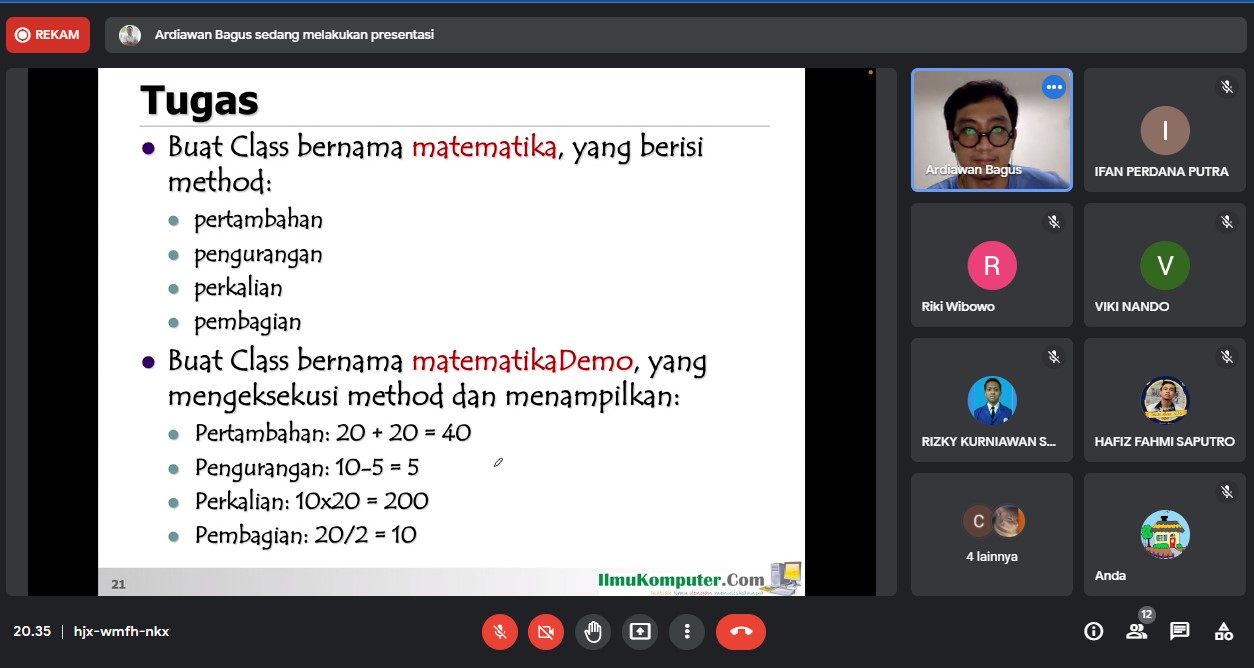 REKAM
Ardiawan Bagus sedang melakukan presentasi
Tugas
Buat Class bernama matematika, yang berisi
method:
pertambahan
pengurangan
perkalian
pembagian
Buat Class bernama matematikaDemo, yang
mengeksekusi method dan menampilkan:
Pertambahan: 20 + 20 = 40
Pengurangan: 10-5 = 5
Perkalian: 10x20 = 200
Pembagian: 20/2 = 10
21
IlmuKomputer.Com
Ardiawan Bagus
I
IFAN PERDANA PUTRA
R
Riki Wibowo
V
VIKI NANDO
RIZKY KURNIAWAN S...
HAFIZ FAHMI SAPUTRO
C
4 lainnya
Anda
20.35 | hjx-wmfh-nkx
12